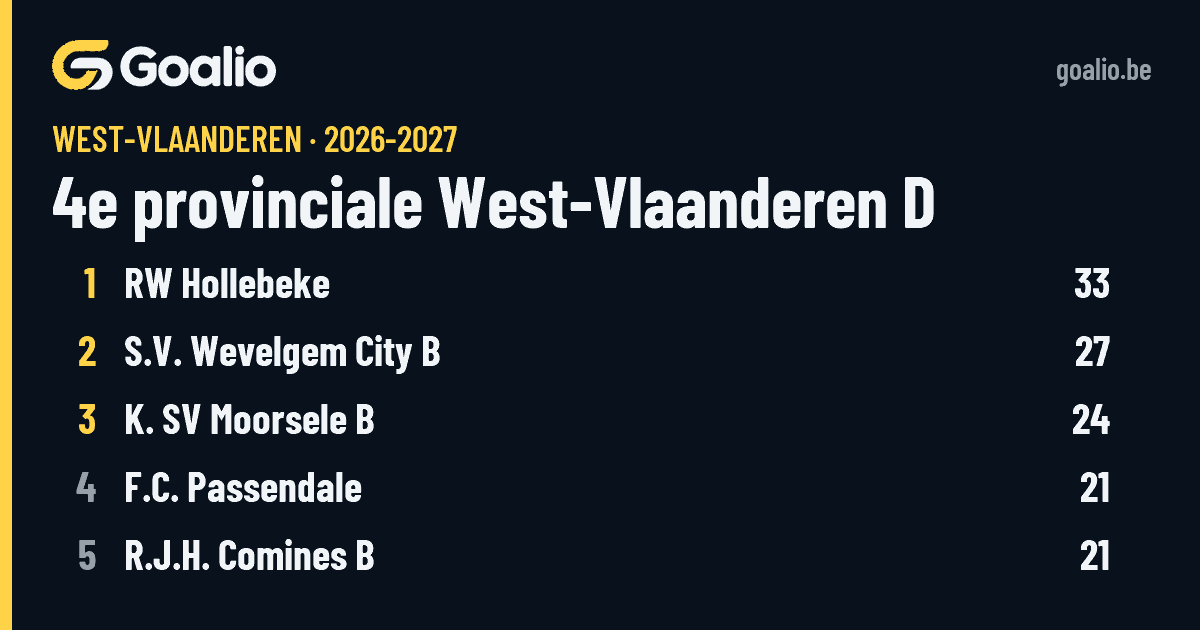 Goalio
goalio.be
WEST-VLAANDEREN · 2026-2027
4e provinciale West-Vlaanderen D
1 RW Hollebeke 33
2 S.V. Wevelgem City B 27
3 K. SV Moorsele B 24
4 F.C. Passendale 21
5 R.J.H. Comines B 21